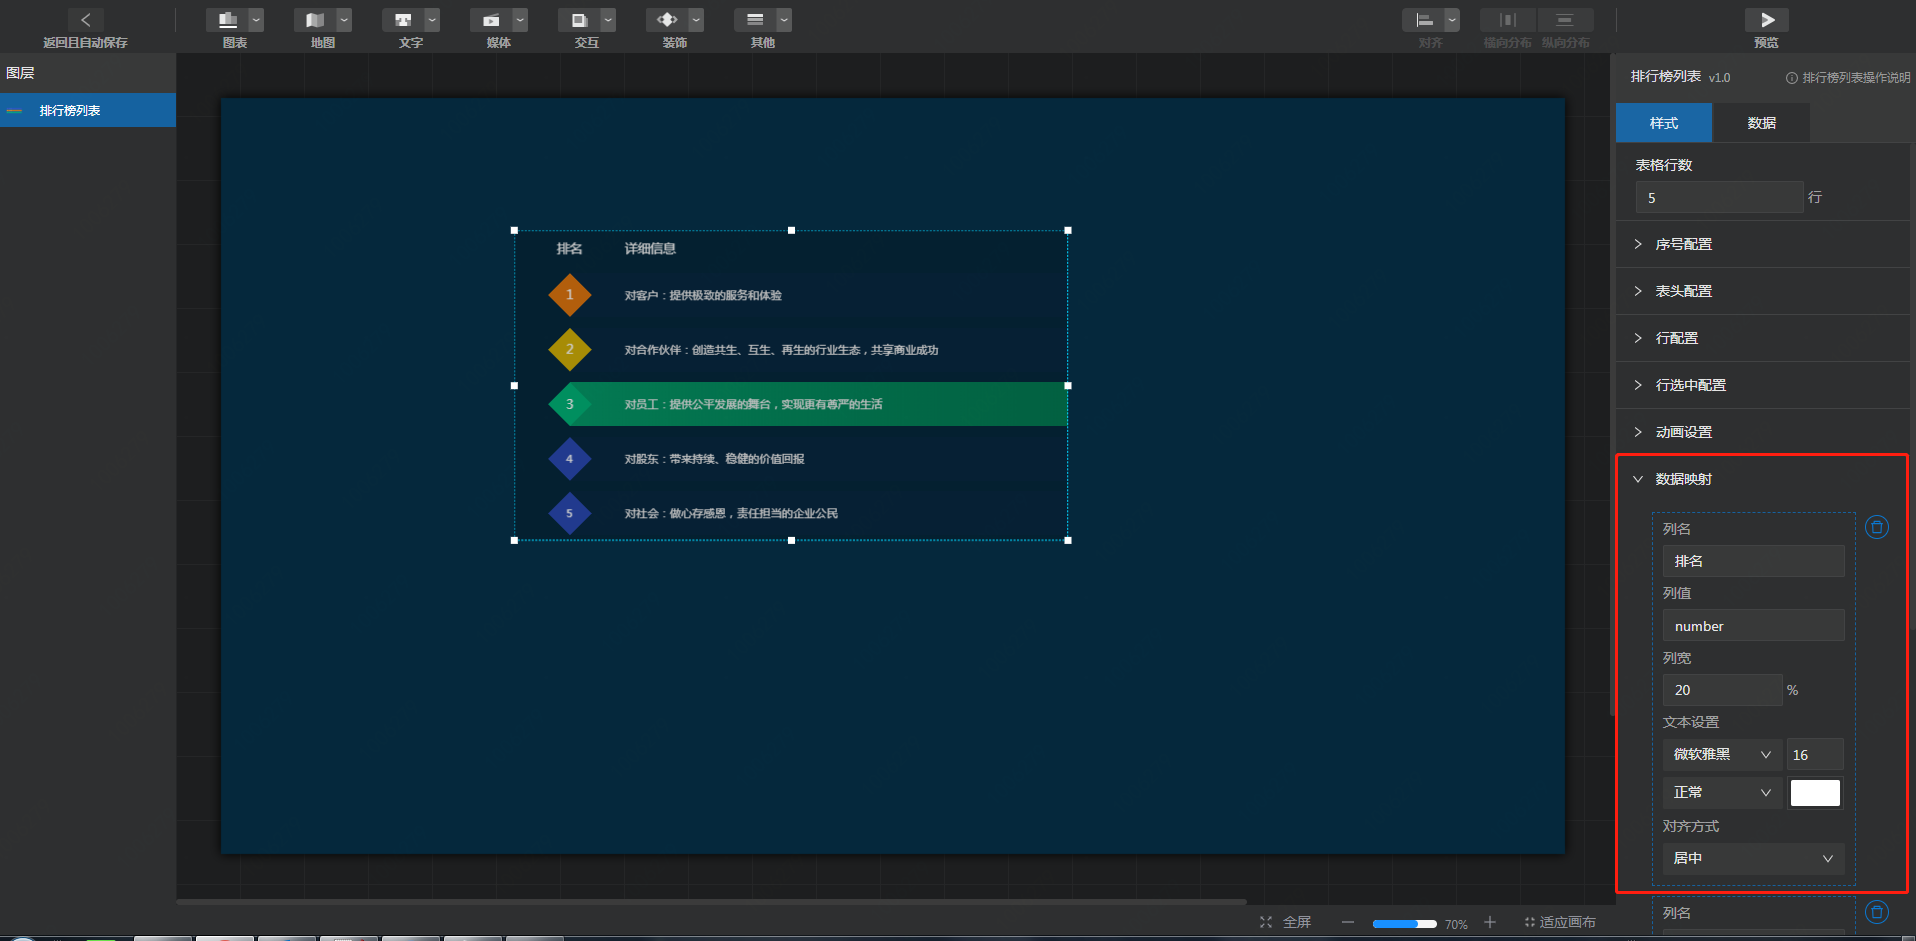 返回且自动保存
图表
地图
文字
媒体
交互
装饰
其他
对齐
横向分布
纵向分布
预览
图层
排行榜列表
排名
详细信息
1
对客户：提供极致的服务和体验
2
对合作伙伴：创造共生、互生、再生的行业生态，共享商业成功
3
对员工：提供公平发展的舞台，实现更有尊严的生活
4
对股东：带来持续、稳健的价值回报
5
对社会：做心存感恩，责任担当的企业公民
全屏
70%
适应画布
排行榜列表 v1.0
排行榜列表操作说明
样式
数据
表格行数
5 行
序号配置
表头配置
行配置
行选中配置
动画设置
数据映射
列名
排名
列值
number
列宽
20 %
文本设置
微软雅黑 16
正常
对齐方式
居中
列名